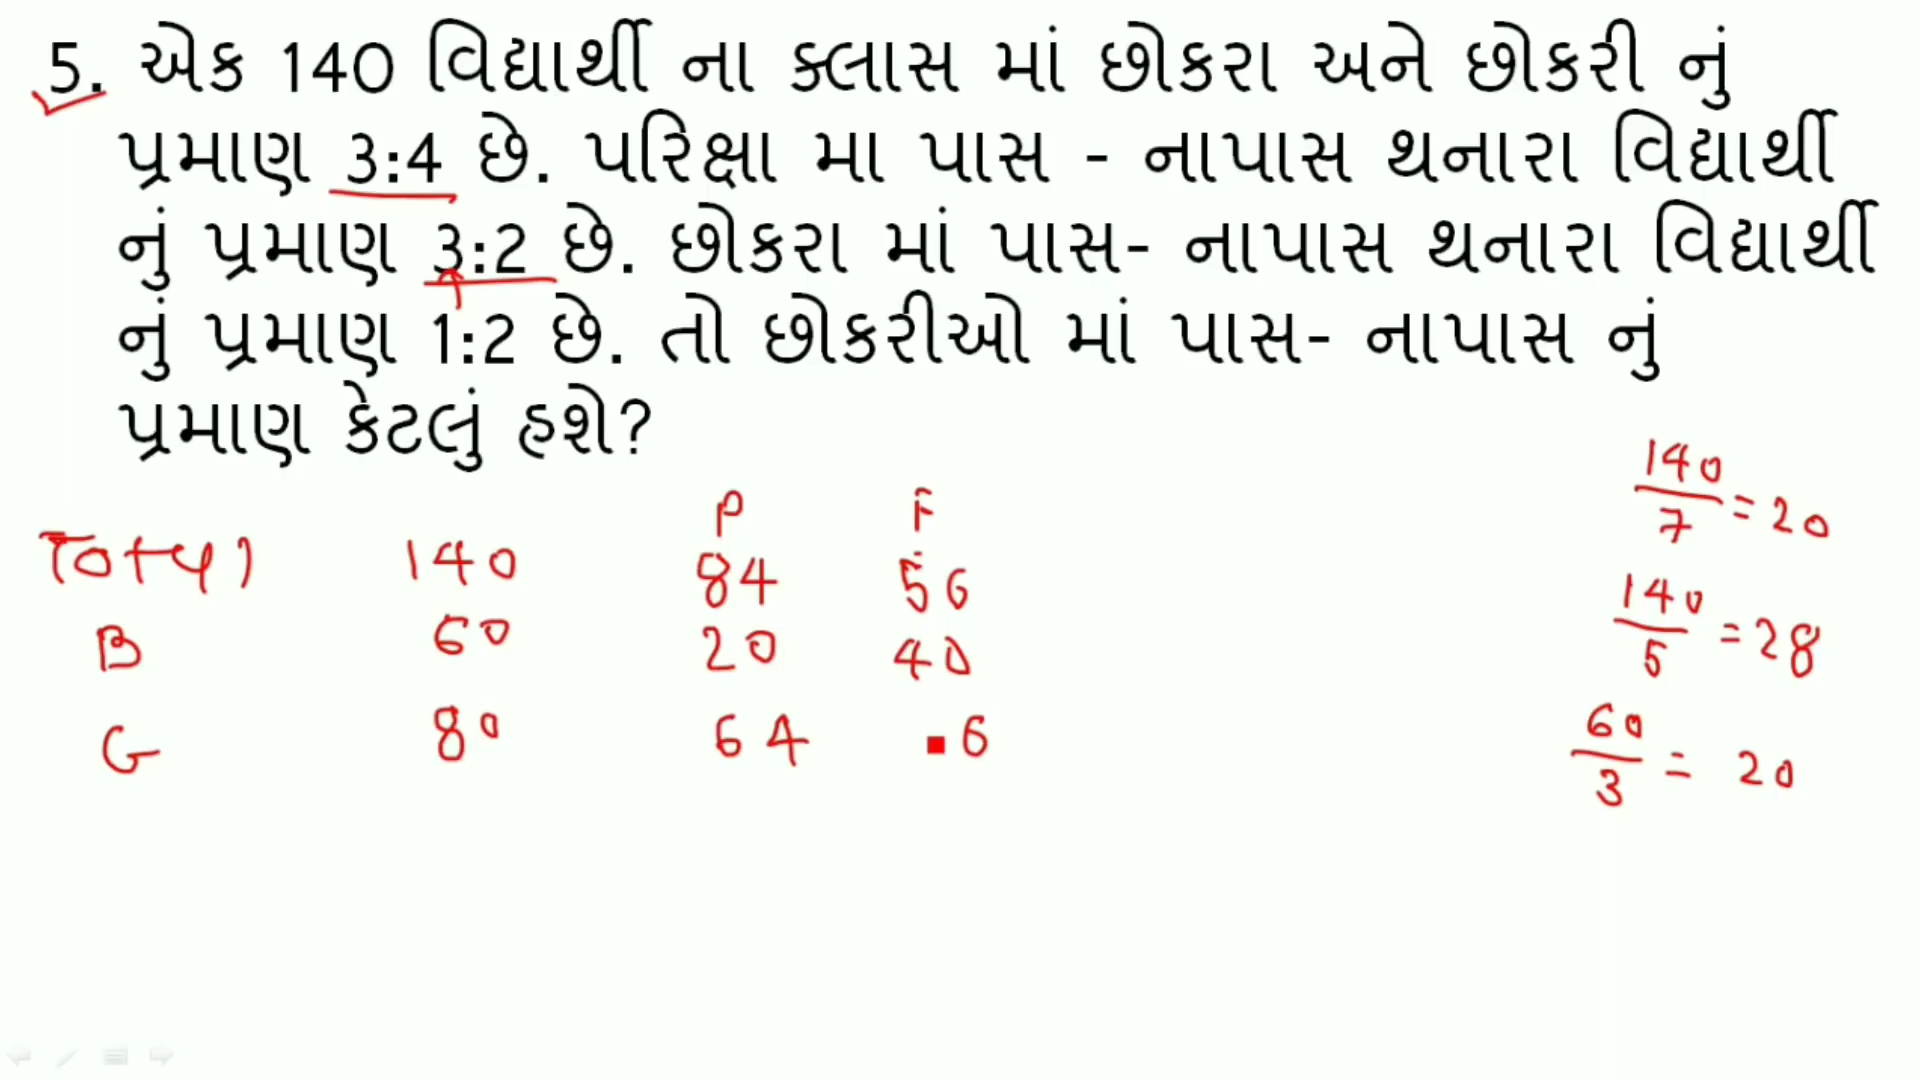 5. એક 140 વિદ્યાર્થી ના ક્લાસ માં છોકરા અને છોકરી નું
પ્રમાણ 3:4 છે. પરિક્ષા મા પાસ - નાપાસ થનારા વિદ્યાર્થી
નું પ્રમાણ 3:2 છે. છોકરા માં પાસ- નાપાસ થનારા વિદ્યાર્થી
નું પ્રમાણ 1:2 છે. તો છોકરીઓ માં પાસ- નાપાસ નું
પ્રમાણ કેટલું હશે?
140/7 = 20
P F
Total 140 84 56
140/5 = 28
B 60 20 40
G 80 64 6
60/3 = 20